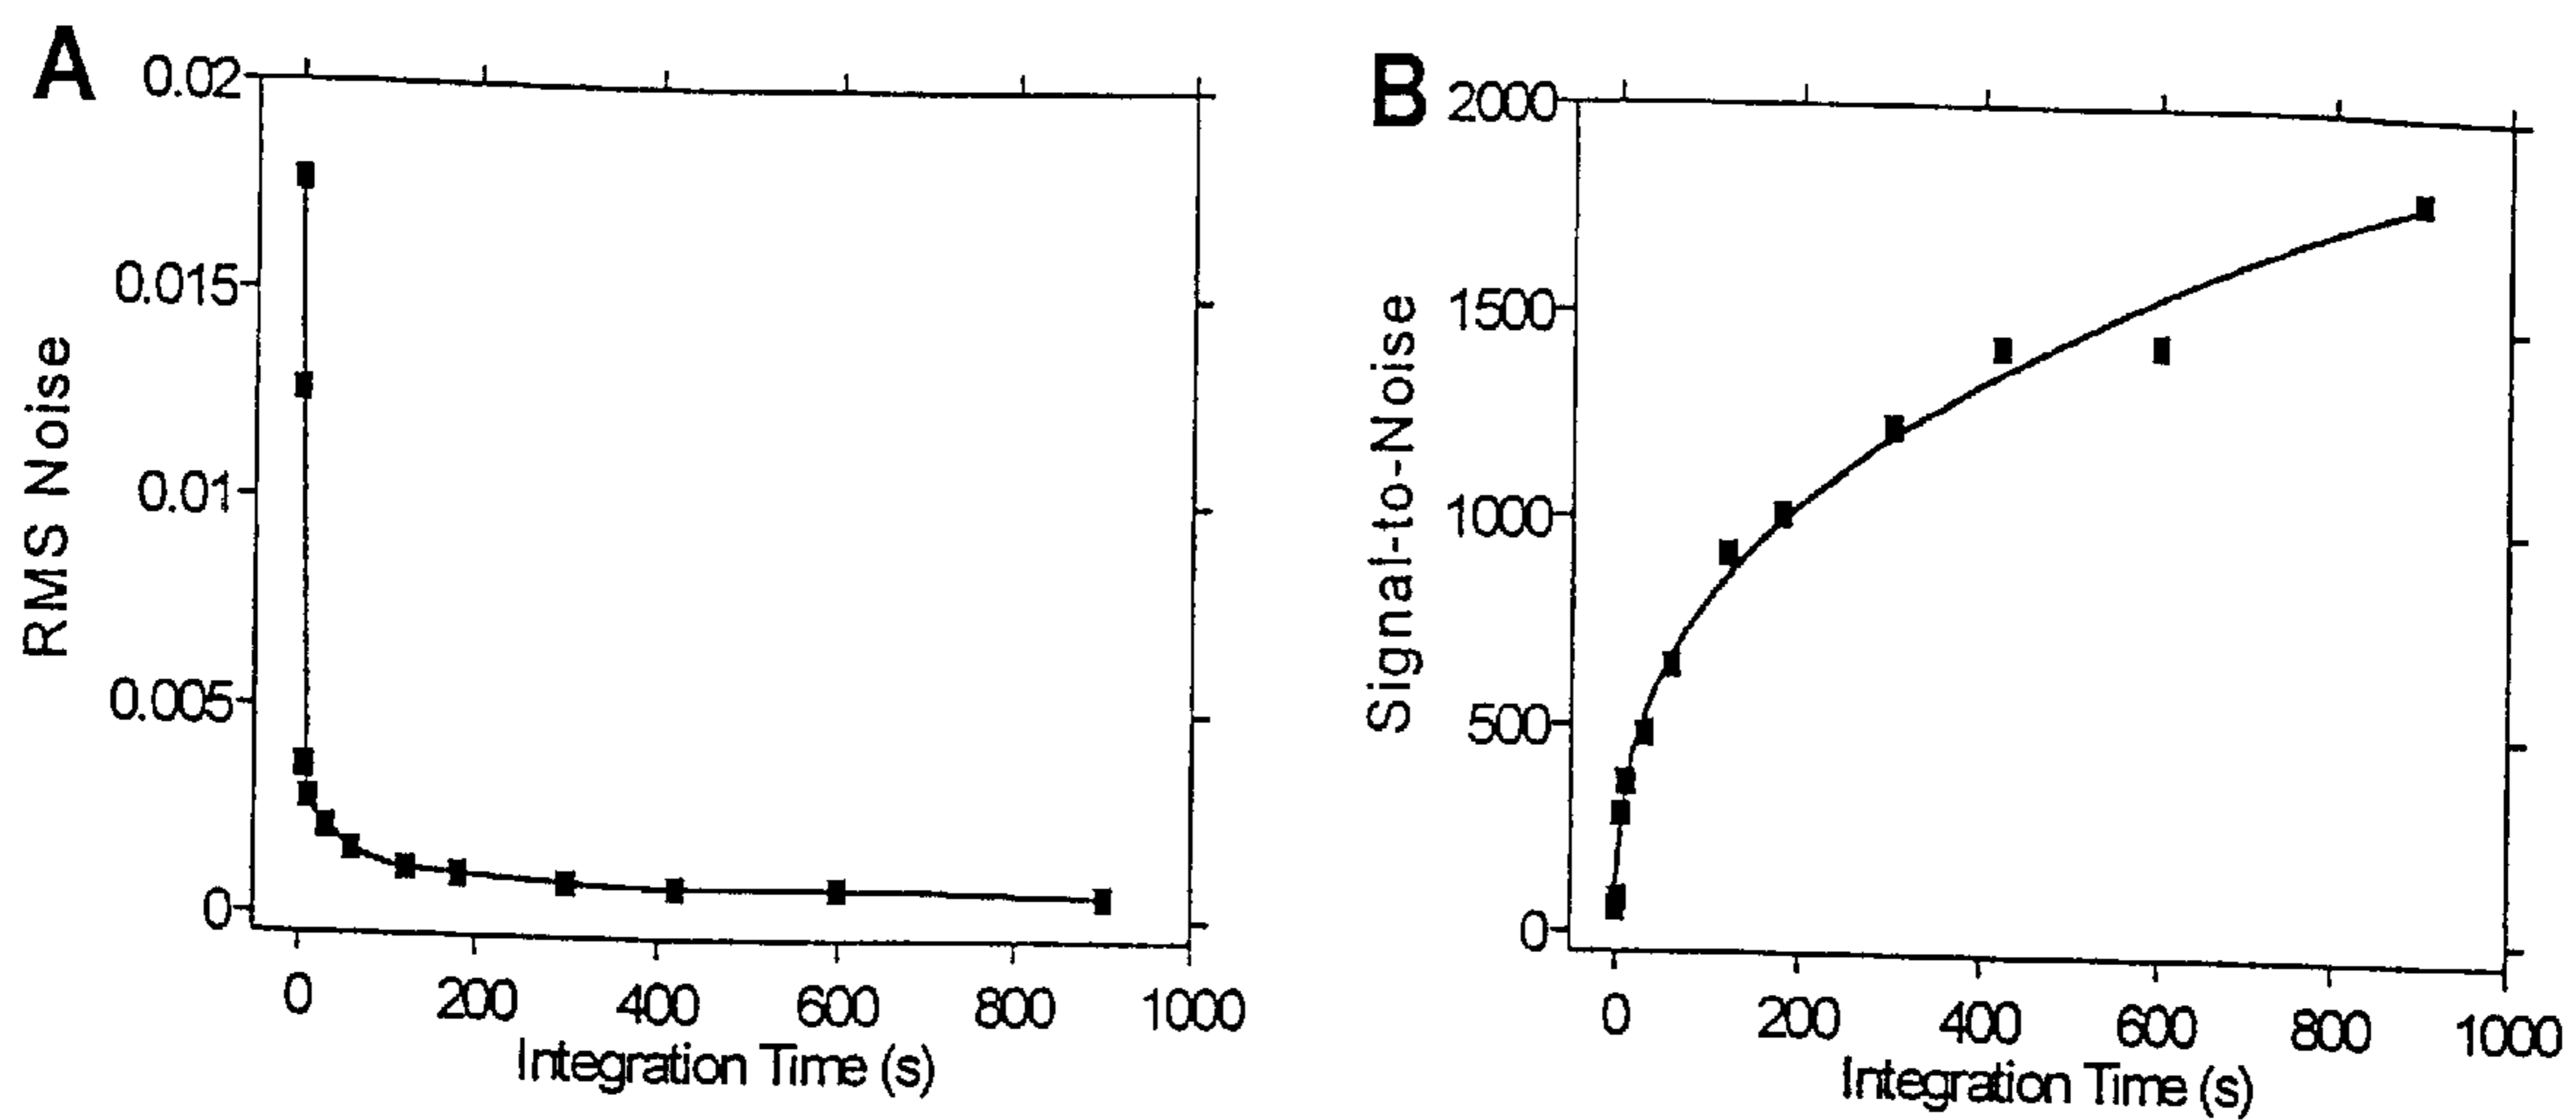 A
0.02
0.015
0.01
0.005
0
RMS Noise
0 200 400 600 800 1000
Integration Time (s)
B
2000
1500
1000
500
0
Signal-to-Noise
0 200 400 600 800 1000
Integration Time (s)